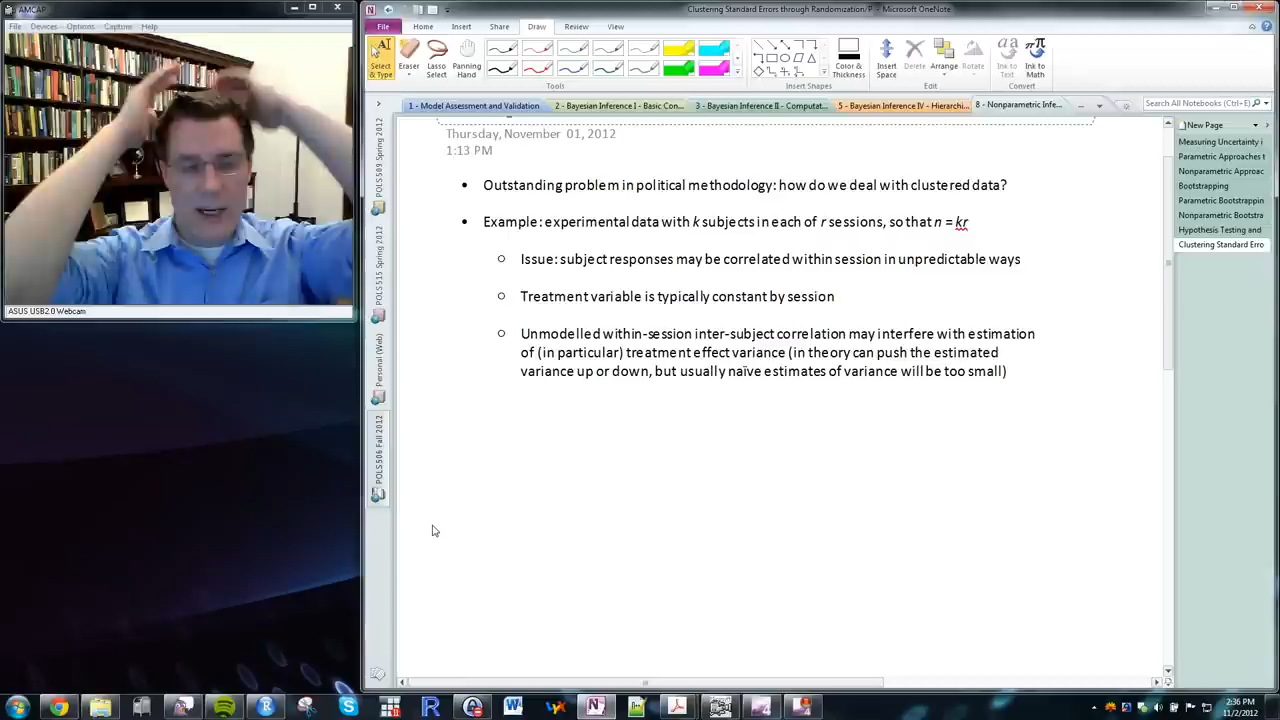 AMCAP
File Devices Options Capture Help
ASUS USB2.0 Webcam
Clustering Standard Errors through Randomization/P - Microsoft OneNote
File Home Insert Share Draw Review View
Select & Type
Eraser
Lasso Select
Panning Hand
Color & Thickness
Insert Space
Delete
Arrange
Rotate
Ink to Text
Ink to Math
Tools Insert Shapes Edit Convert
1 - Model Assessment and Validation
2 - Bayesian Inference I - Basic Con...
3 - Bayesian Inference II - Computat...
5 - Bayesian Inference IV - Hierarchi...
8 - Nonparametric Infe...
Search All Notebooks (Ctrl+E)
POLS 509 Spring 2012
POLS 515 Spring 2012
Personal (Web)
POLS 506 Fall 2012
Thursday, November 01, 2012
1:13 PM
• Outstanding problem in political methodology: how do we deal with clustered data?
• Example: experimental data with k subjects in each of r sessions, so that n = kr
○ Issue: subject responses may be correlated within session in unpredictable ways
○ Treatment variable is typically constant by session
○ Unmodelled within-session inter-subject correlation may interfere with estimation
of (in particular) treatment effect variance (in theory can push the estimated
variance up or down, but usually naïve estimates of variance will be too small)
New Page
Measuring Uncertainty i
Parametric Approaches t
Nonparametric Approac
Bootstrapping
Parametric Bootstrappin
Nonparametric Bootstra
Hypothesis Testing and
Clustering Standard Erro
2:36 PM
11/2/2012